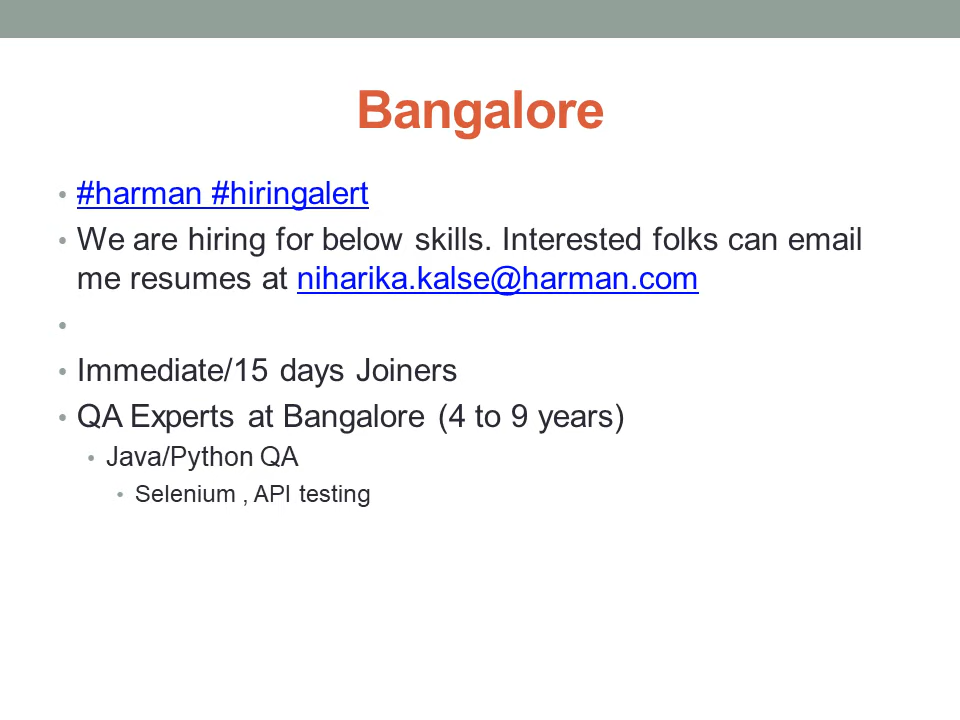 Bangalore
#harman #hiringalert
We are hiring for below skills. Interested folks can email
me resumes at niharika.kalse@harman.com
Immediate/15 days Joiners
QA Experts at Bangalore (4 to 9 years)
Java/Python QA
Selenium , API testing